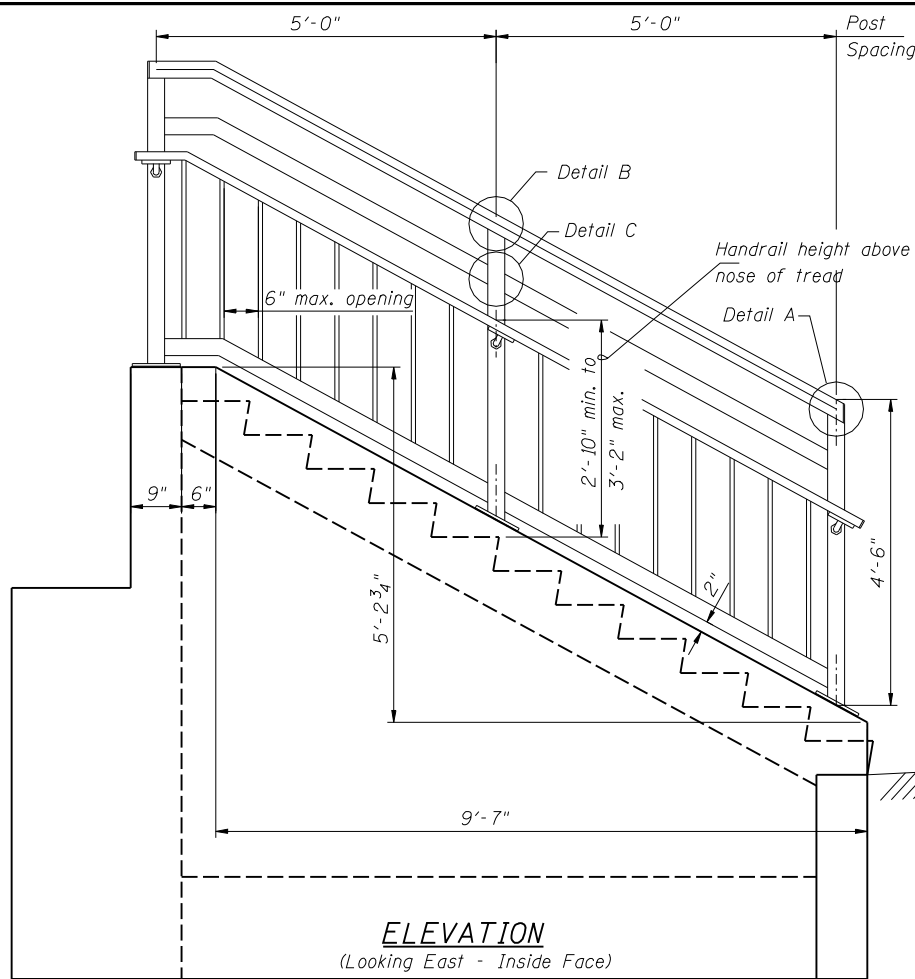 5'-0"
5'-0"
Post
Spacing
Detail B
Detail C
Handrail height above
nose of tread
Detail A
6" max. opening
2'-10" min. to
3'-2" max.
9"
6"
5'-2 3/4"
2"
4'-6"
9'-7"
ELEVATION
(Looking East - Inside Face)